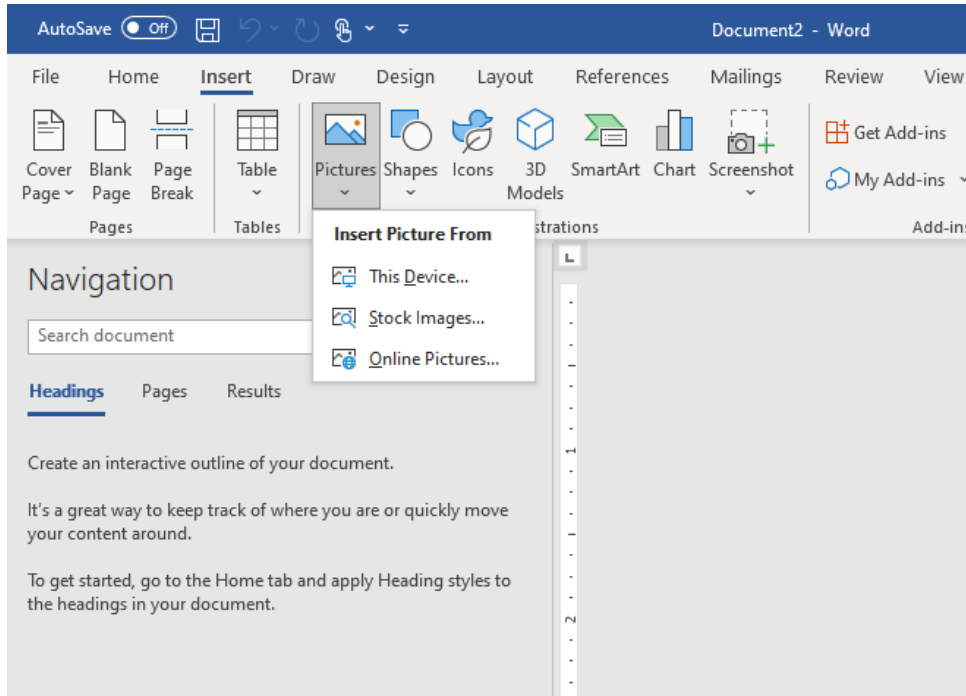 AutoSave Off Document2 - Word
File Home Insert Draw Design Layout References Mailings Review View
Cover Page
Blank Page
Page Break
Table
Pictures
Shapes
Icons
3D Models
SmartArt
Chart
Screenshot
Get Add-ins
My Add-ins
Pages Tables
Insert Picture From
This Device...
Stock Images...
Online Pictures...
Navigation
Search document
Headings Pages Results
Create an interactive outline of your document.
It's a great way to keep track of where you are or quickly move
your content around.
To get started, go to the Home tab and apply Heading styles to
the headings in your document.
1
2